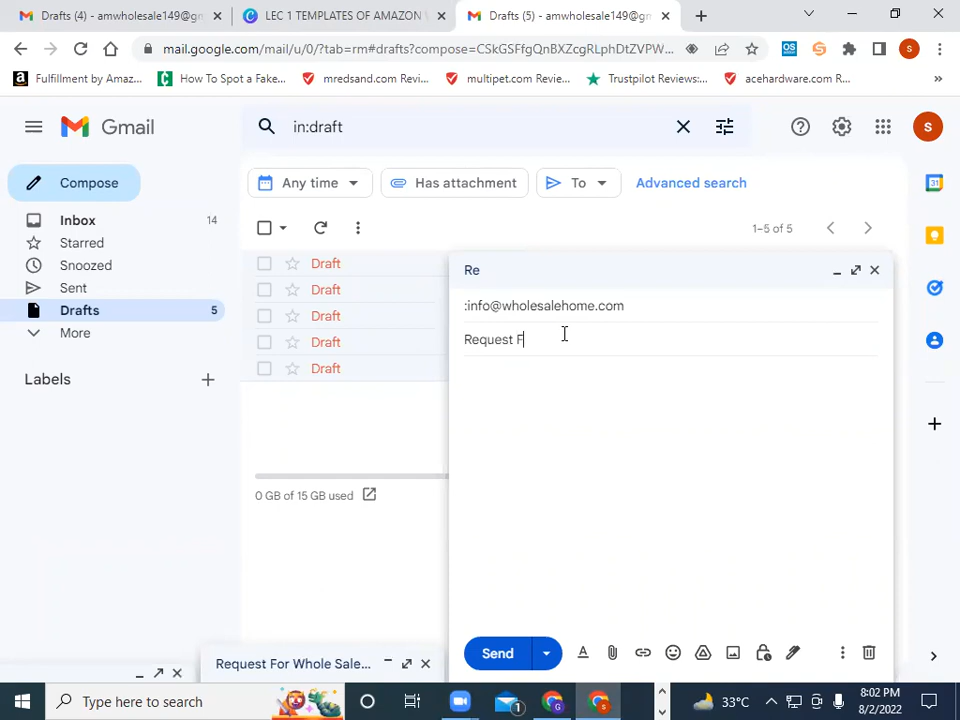 Drafts (4) - amwholesale149@gm
LEC 1 TEMPLATES OF AMAZON
Drafts (5) - amwholesale149@gm
mail.google.com/mail/u/0/?tab=rm#drafts?compose=CSkGSFfgQnBXZcgRLphDtZVPW...
S
Fulfillment by Amaz...
How To Spot a Fake...
mredsand.com Revi...
multipet.com Revie...
Trustpilot Reviews:...
acehardware.com R...
»
Gmail
in:draft
S
Compose
Any time
Has attachment
To
Advanced search
Inbox 14
Starred
1–5 of 5
Snoozed
Sent
Drafts 5
More
Labels
Draft
Draft
Draft
Draft
Draft
0 GB of 15 GB used
Re
:info@wholesalehome.com
Request F
Send
Request For Whole Sale...
Type here to search
1
33°C
8:02 PM
8/2/2022